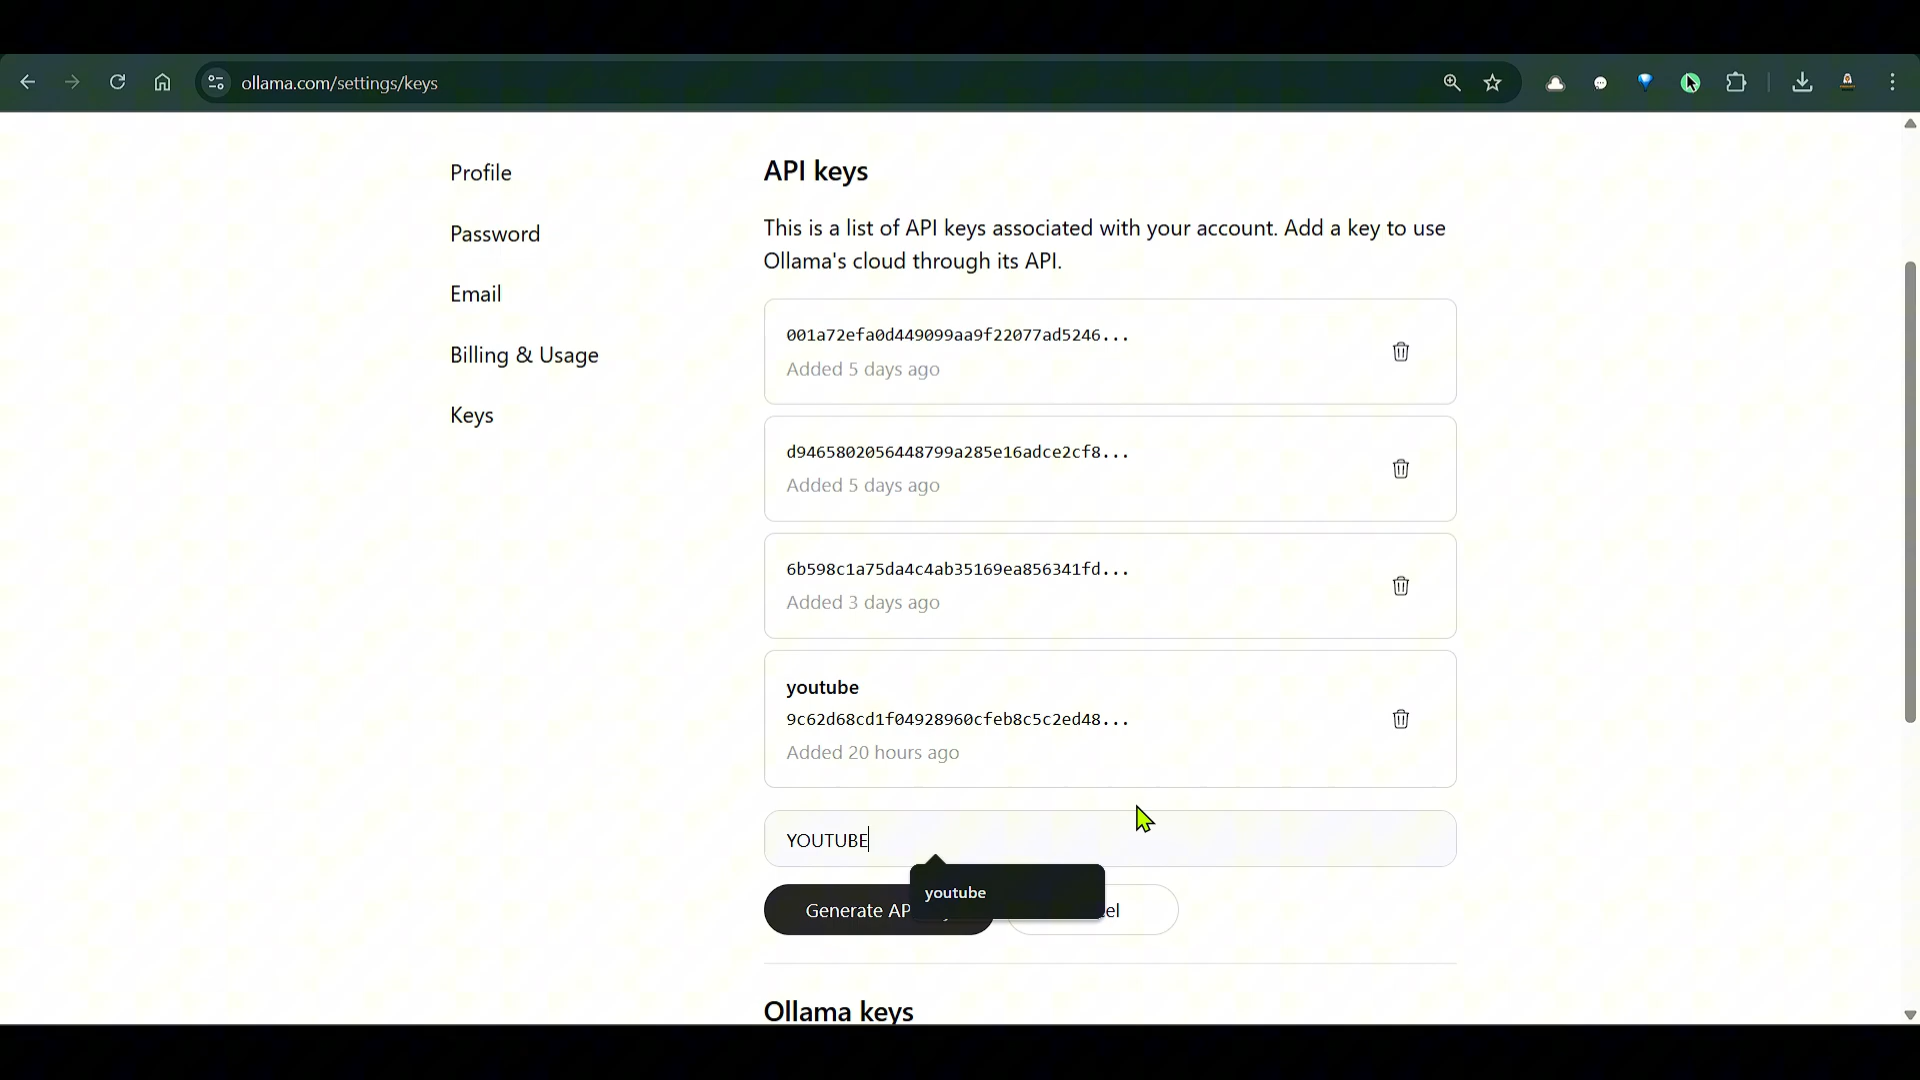 ollama.com/settings/keys
Profile
Password
Email
Billing & Usage
Keys
API keys
This is a list of API keys associated with your account. Add a key to use
Ollama's cloud through its API.
001a72efa0d449099aa9f22077ad5246...
Added 5 days ago
d9465802056448799a285e16adce2cf8...
Added 5 days ago
6b598c1a75da4c4ab35169ea856341fd...
Added 3 days ago
youtube
9c62d68cd1f04928960cfeb8c5c2ed48...
Added 20 hours ago
YOUTUBE
youtube
Generate AP
el
Ollama keys